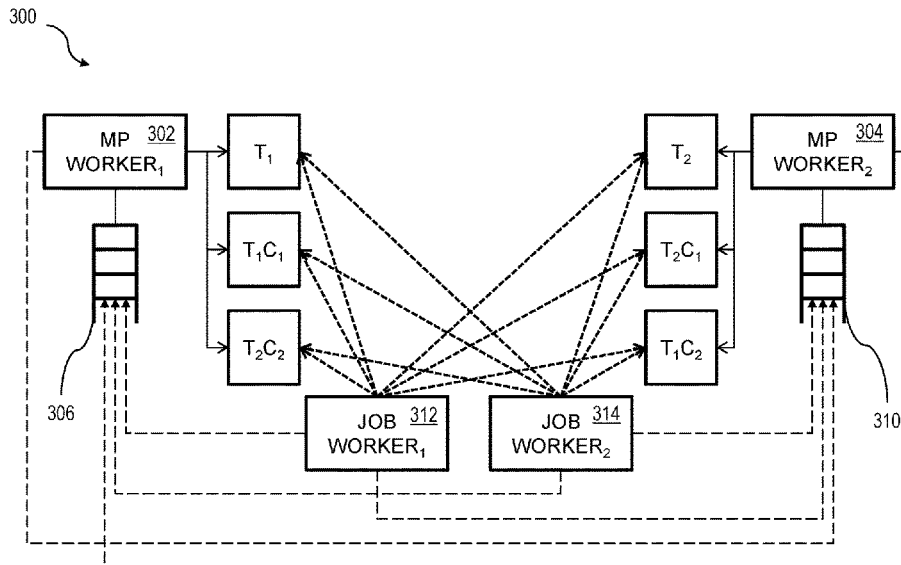 300
MP 302
WORKER₁
T₁
T₂
MP 304
WORKER₂
T₁C₁
T₂C₁
T₂C₂
T₁C₂
306
310
JOB 312
WORKER₁
JOB 314
WORKER₂